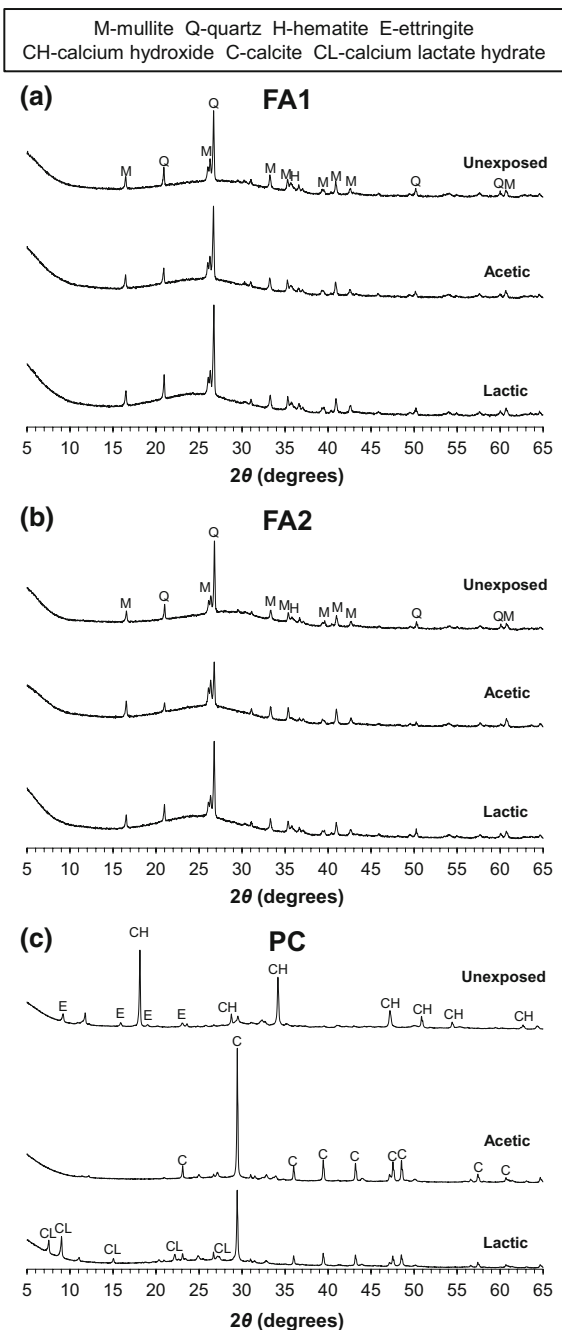 M-mullite Q-quartz H-hematite E-ettringite
CH-calcium hydroxide C-calcite CL-calcium lactate hydrate
(a) FA1
Q
Unexposed
M Q M M M H M M M Q Q M
Acetic
Lactic
5 10 15 20 25 30 35 40 45 50 55 60 65
2θ (degrees)
(b) FA2
Q
Unexposed
M Q M M M H M M M Q Q M
Acetic
Lactic
5 10 15 20 25 30 35 40 45 50 55 60 65
2θ (degrees)
(c) PC
CH
Unexposed
CH
E E E E CH CH CH CH CH
C
Acetic
C C C C C C C C
Lactic
CL CL CL CL CL
5 10 15 20 25 30 35 40 45 50 55 60 65
2θ (degrees)